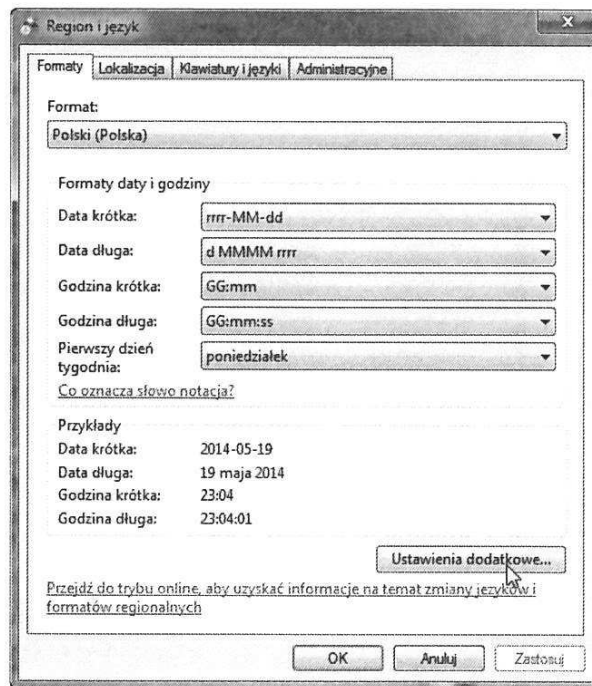 Region i język
x
Formaty Lokalizacja Klawiatury i języki Administracyjne
Format:
Polski (Polska)
Formaty daty i godziny
Data krótka: rrrr-MM-dd
Data długa: d MMMM rrrr
Godzina krótka: GG:mm
Godzina długa: GG:mm:ss
Pierwszy dzień tygodnia: poniedziałek
Co oznacza słowo notacja?
Przykłady
Data krótka: 2014-05-19
Data długa: 19 maja 2014
Godzina krótka: 23:04
Godzina długa: 23:04:01
Ustawienia dodatkowe...
Przejdź do trybu online, aby uzyskać informacje na temat zmiany języków i
formatów regionalnych
OK Anuluj Zastosuj